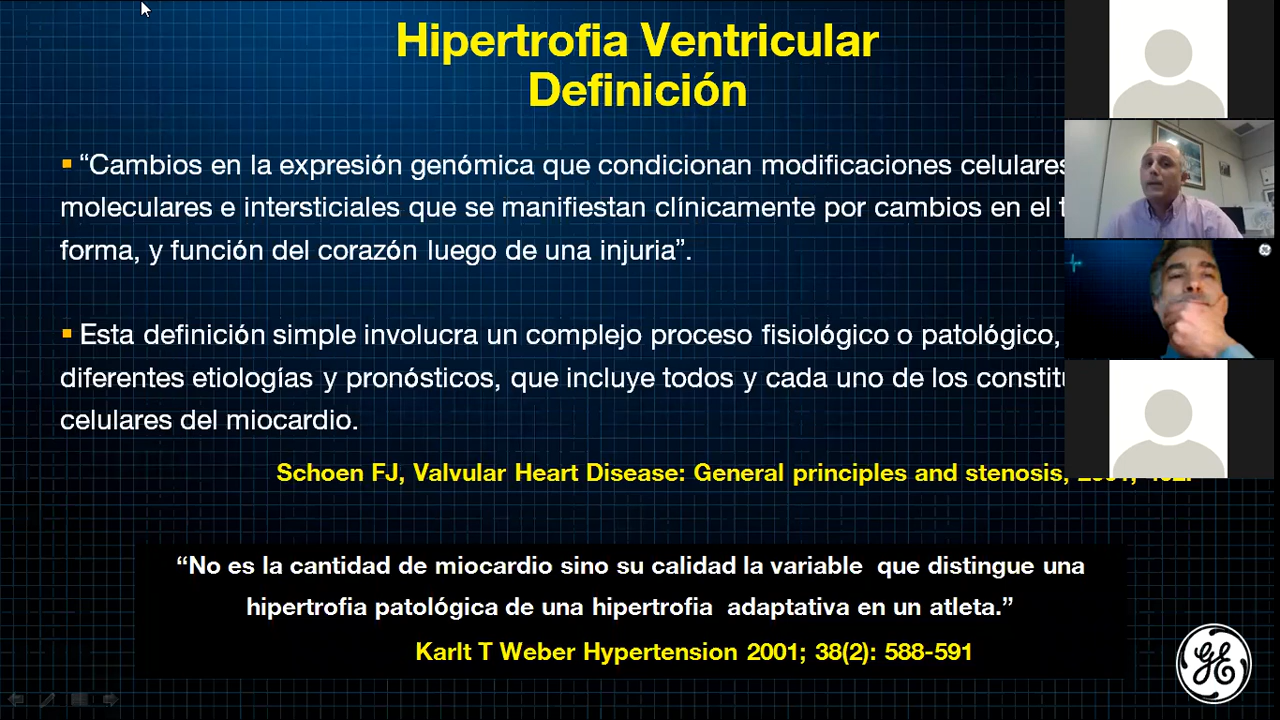 Hipertrofia Ventricular
Definición
“Cambios en la expresión genómica que condicionan modificaciones celulares
moleculares e intersticiales que se manifiestan clínicamente por cambios en el
forma, y función del corazón luego de una injuria”.
Esta definición simple involucra un complejo proceso fisiológico o patológico,
diferentes etiologías y pronósticos, que incluye todos y cada uno de los
celulares del miocardio.
Schoen FJ, Valvular Heart Disease: General principles and stenosis,
“No es la cantidad de miocardio sino su calidad la variable que distingue una
hipertrofia patológica de una hipertrofia adaptativa en un atleta.”
Karlt T Weber Hypertension 2001; 38(2): 588-591
GE